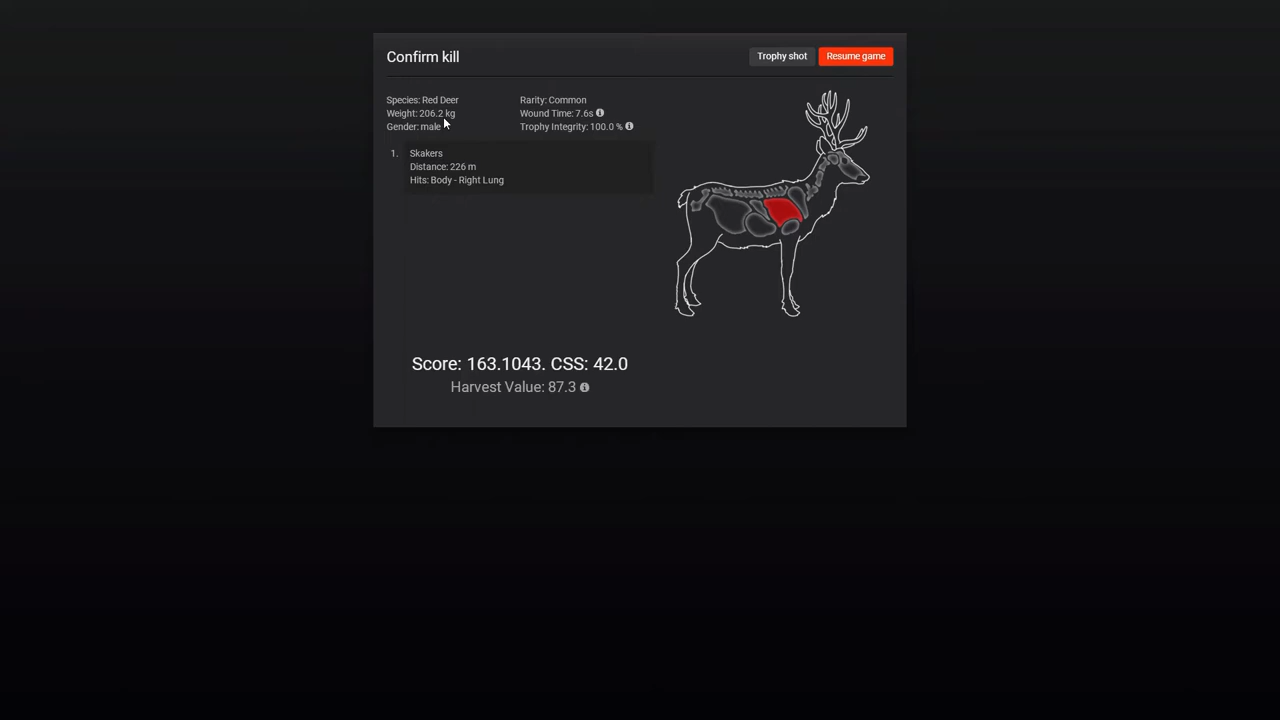 Confirm kill
Trophy shot
Resume game
Species: Red Deer
Weight: 206.2 kg
Gender: male
Rarity: Common
Wound Time: 7.6s
Trophy Integrity: 100.0 %
1. Skakers
Distance: 226 m
Hits: Body - Right Lung
Score: 163.1043. CSS: 42.0
Harvest Value: 87.3